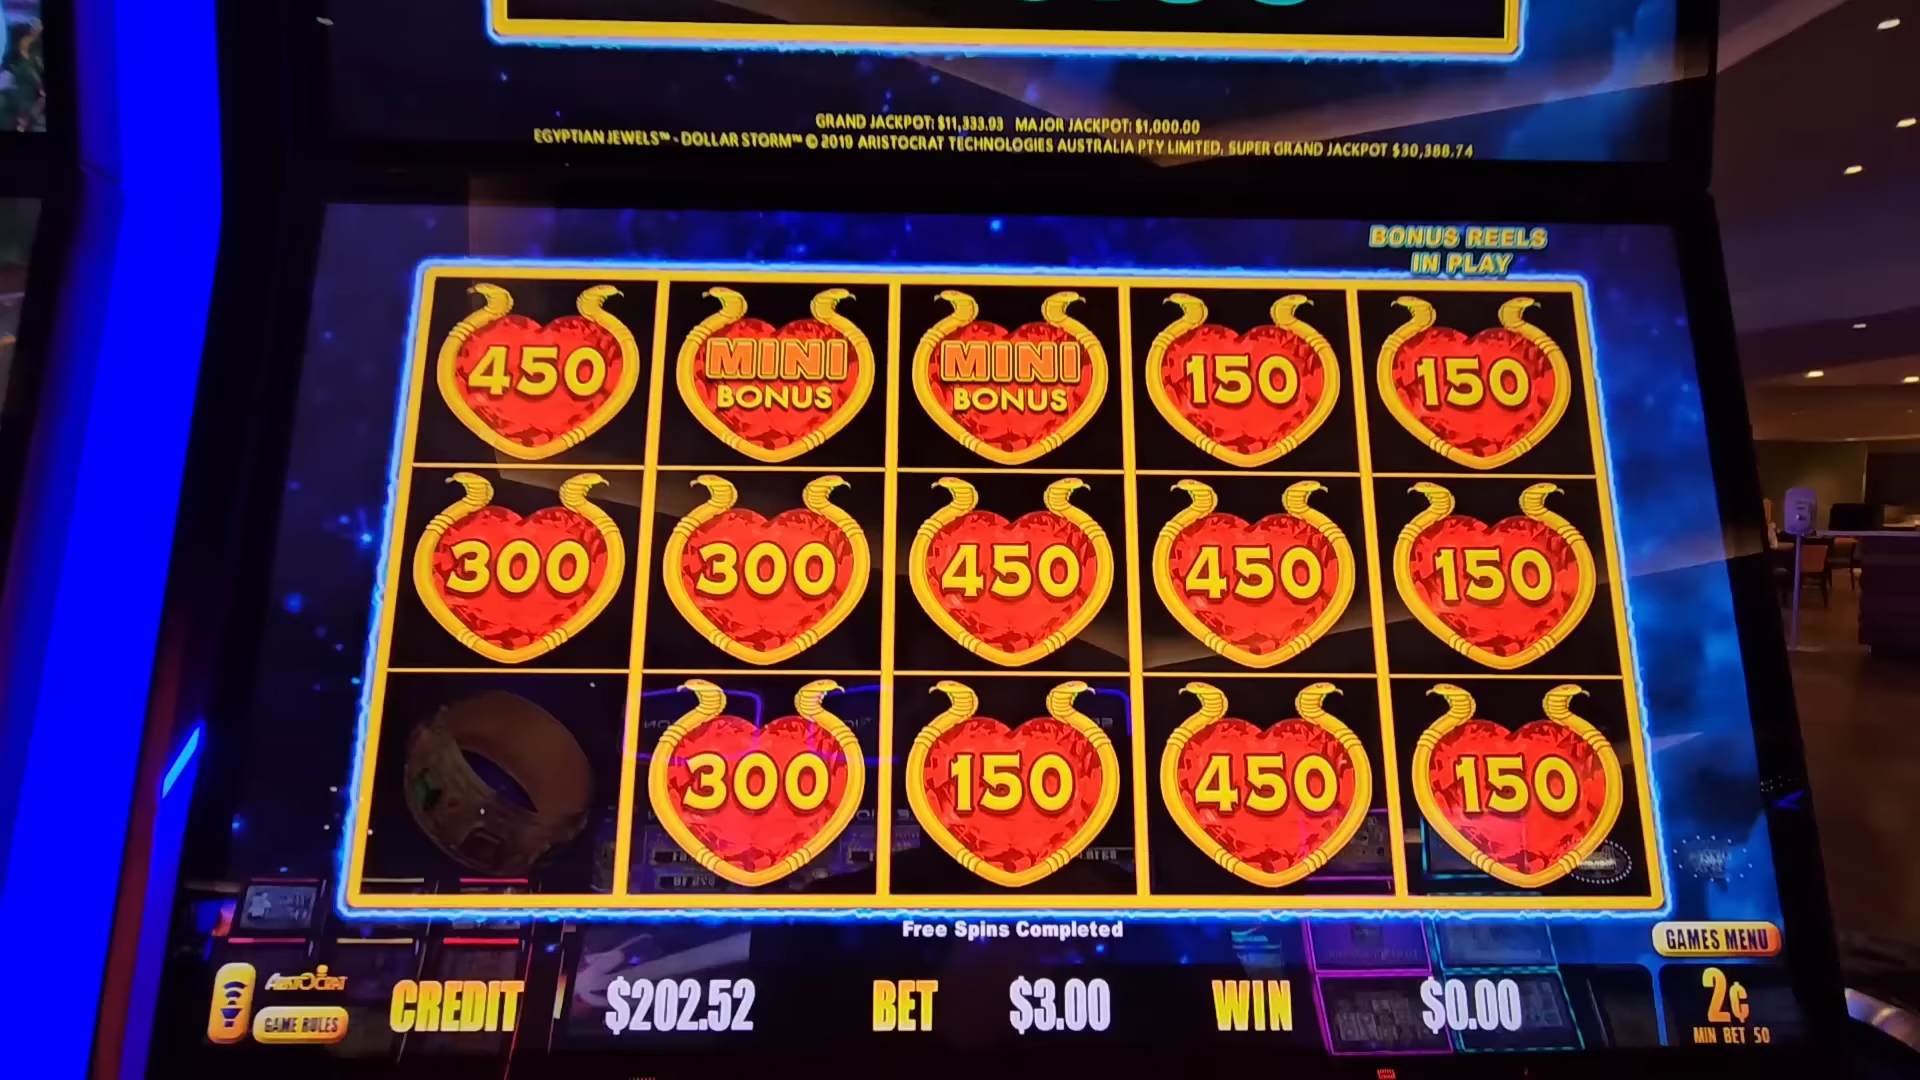 GRAND JACKPOT: $11,333.93 MAJOR JACKPOT: $1,000.00
EGYPTIAN JEWELS™ - DOLLAR STORM™ © 2019 ARISTOCRAT TECHNOLOGIES AUSTRALIA PTY LIMITED. SUPER GRAND JACKPOT $30,388.74
BONUS REELS
IN PLAY
450 MINI BONUS MINI BONUS 150 150
300 300 450 450 150
300 150 450 150
Free Spins Completed
GAMES MENU
ARISTOCRAT
GAME RULES
CREDIT $202.52 BET $3.00 WIN $0.00
2¢
MIN BET 50